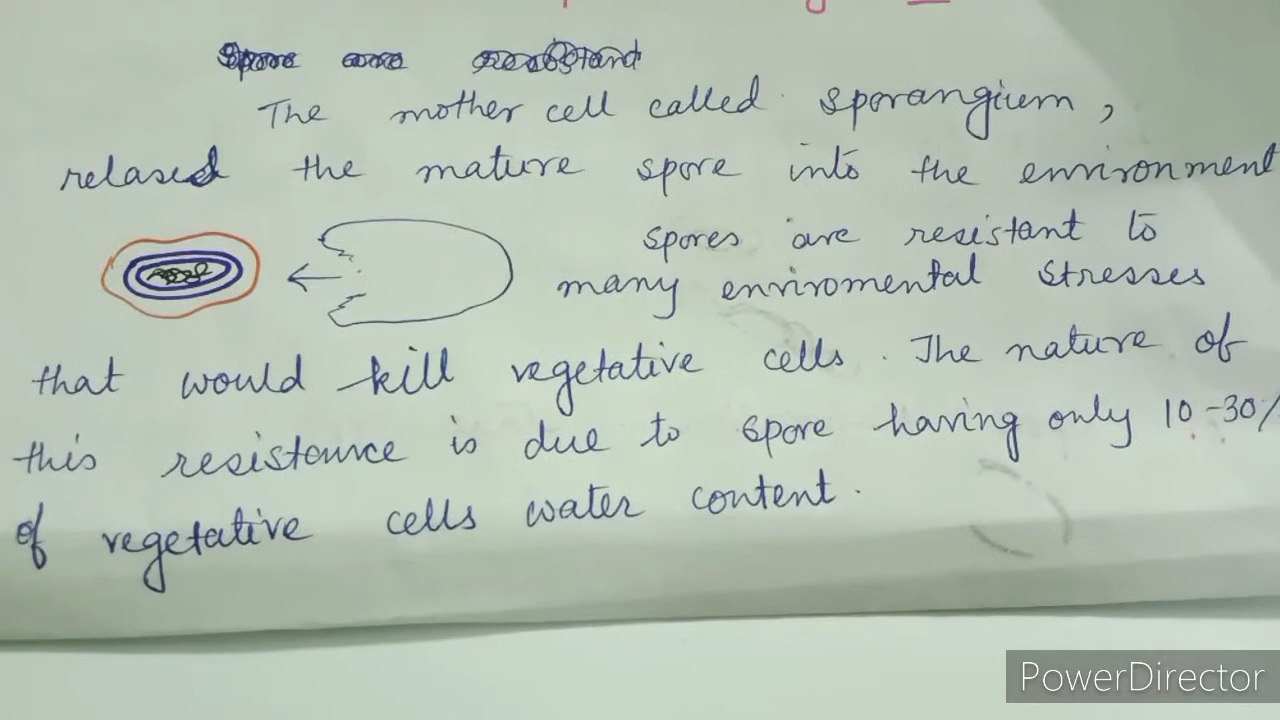 The mother cell called sporangium,
relased the mature spore into the environment
spores are resistant to
many enviromental stresses
that would kill vegetative cells. The nature of
this resistance is due to spore having only 10-30%
of vegetative cells water content.
PowerDirector